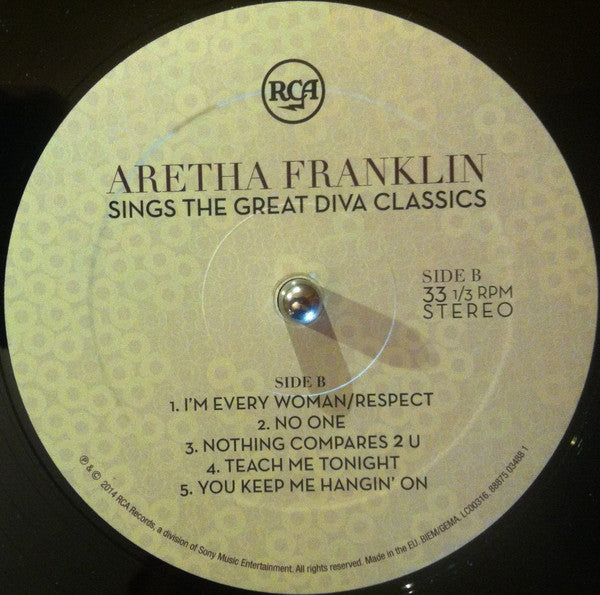 RCA
ARETHA FRANKLIN
SINGS THE GREAT DIVA CLASSICS
SIDE B
33 1/3 RPM
STEREO
SIDE B
1. I'M EVERY WOMAN/RESPECT
2. NO ONE
3. NOTHING COMPARES 2 U
4. TEACH ME TONIGHT
5. YOU KEEP ME HANGIN' ON
℗ & © 2014 RCA Records, a division of Sony Music Entertainment. All rights reserved. Made in the EU. BIEM/GEMA. LC00316. 88875 03488 1